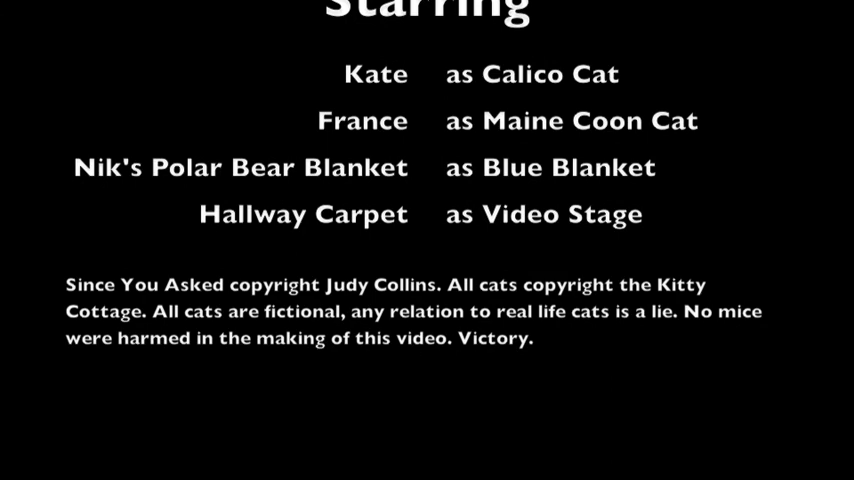 Starring
Kate as Calico Cat
France as Maine Coon Cat
Nik's Polar Bear Blanket as Blue Blanket
Hallway Carpet as Video Stage
Since You Asked copyright Judy Collins. All cats copyright the Kitty
Cottage. All cats are fictional, any relation to real life cats is a lie. No mice
were harmed in the making of this video. Victory.